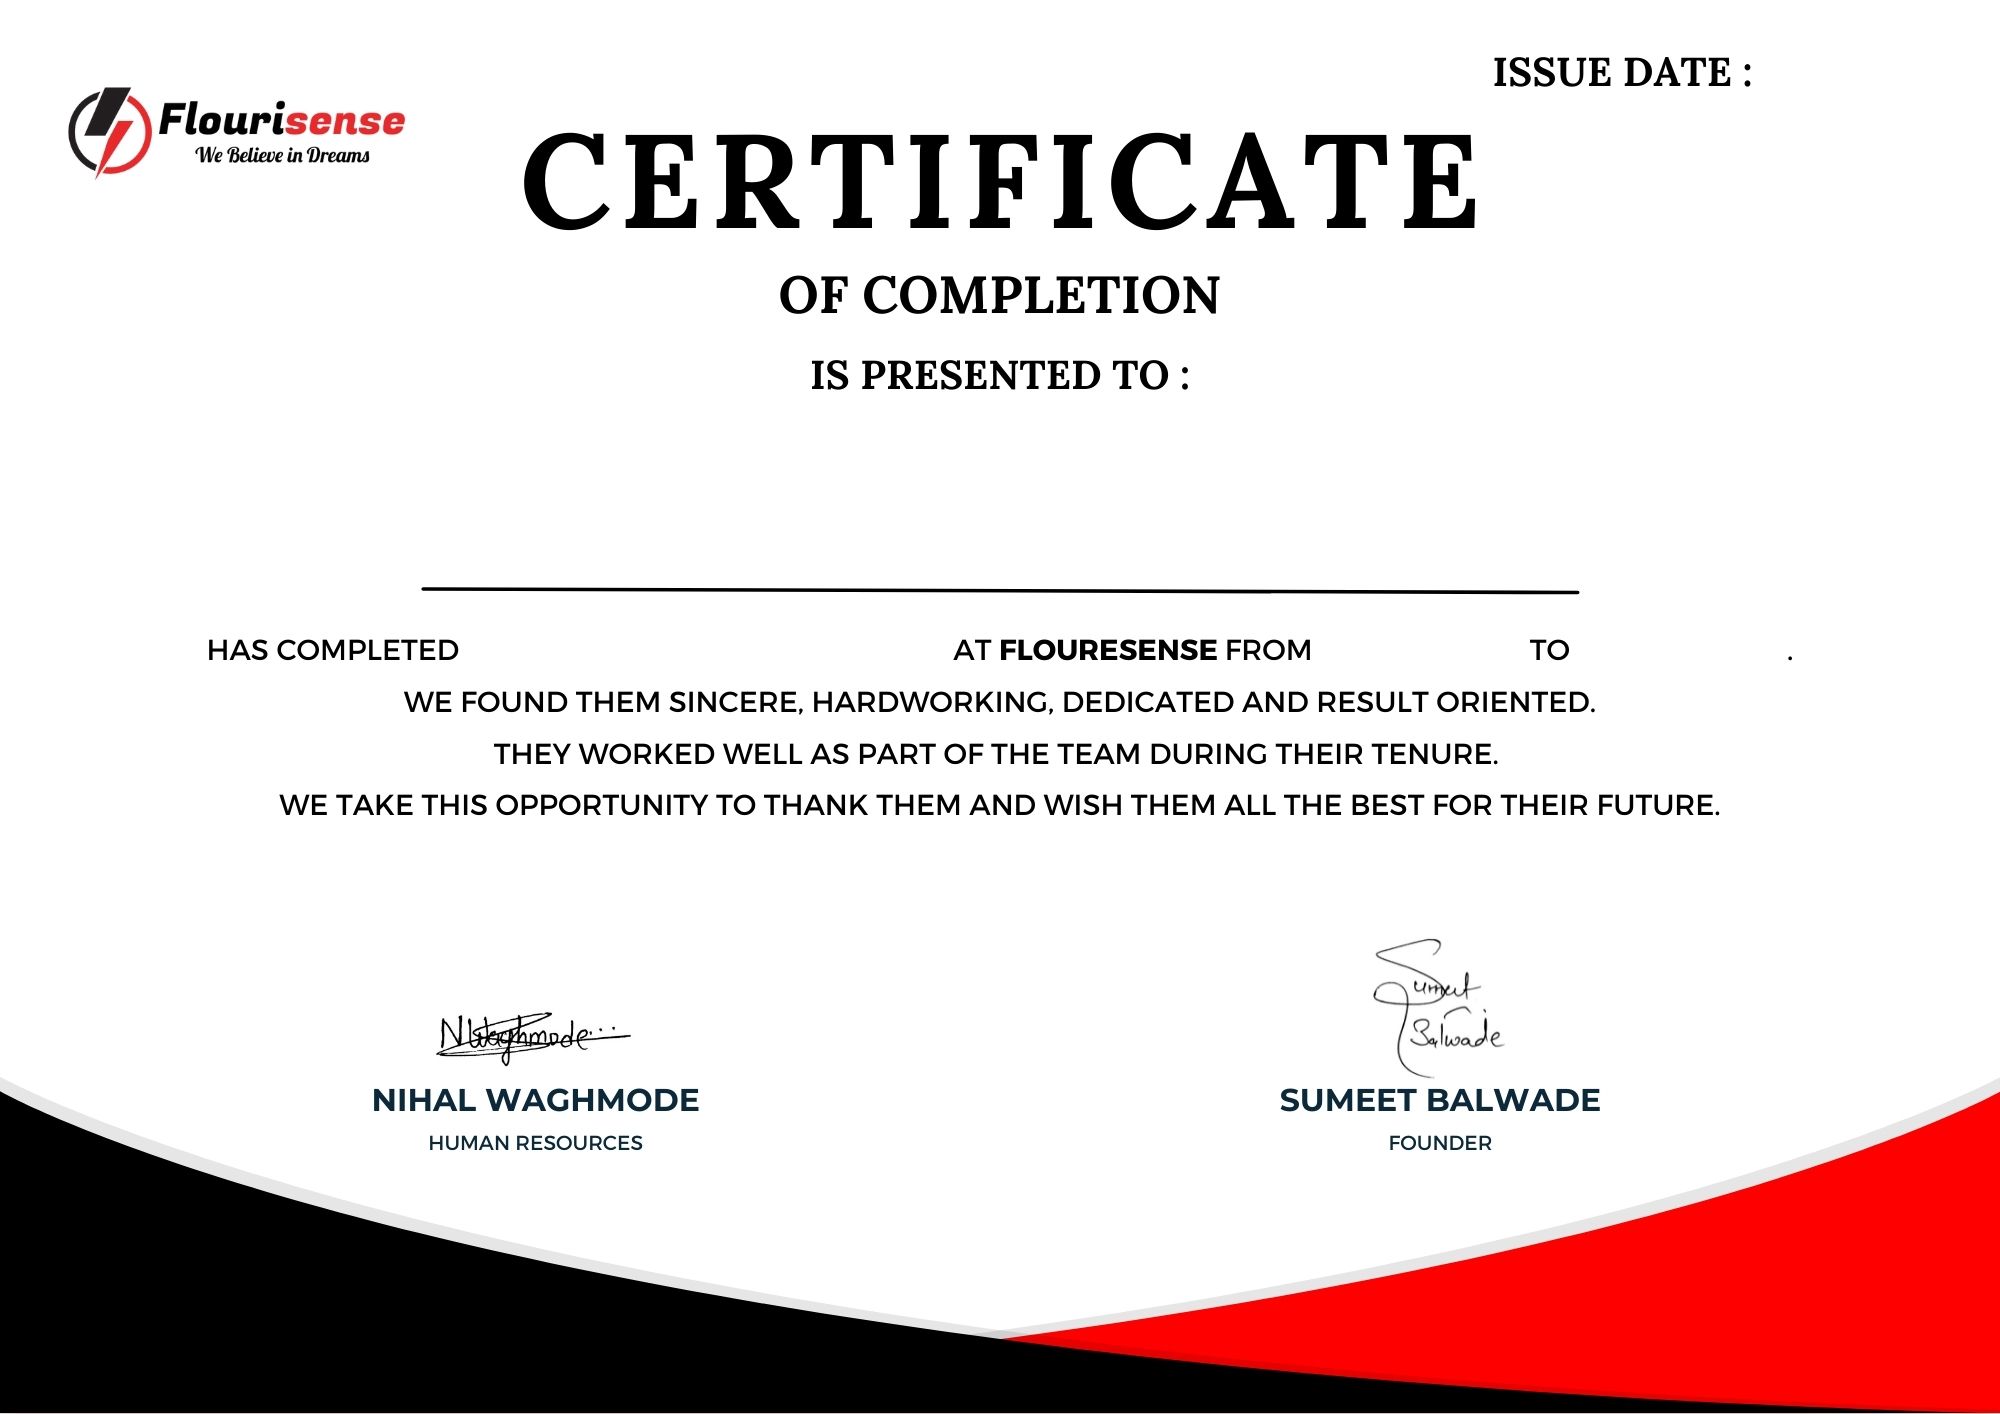 ISSUE DATE :
Flourisense
We Believe in Dreams
CERTIFICATE
OF COMPLETION
IS PRESENTED TO :
HAS COMPLETED AT FLOURESENSE FROM TO .
WE FOUND THEM SINCERE, HARDWORKING, DEDICATED AND RESULT ORIENTED.
THEY WORKED WELL AS PART OF THE TEAM DURING THEIR TENURE.
WE TAKE THIS OPPORTUNITY TO THANK THEM AND WISH THEM ALL THE BEST FOR THEIR FUTURE.
NWaghmode...
Sumeet
Balwade
NIHAL WAGHMODE
SUMEET BALWADE
HUMAN RESOURCES
FOUNDER